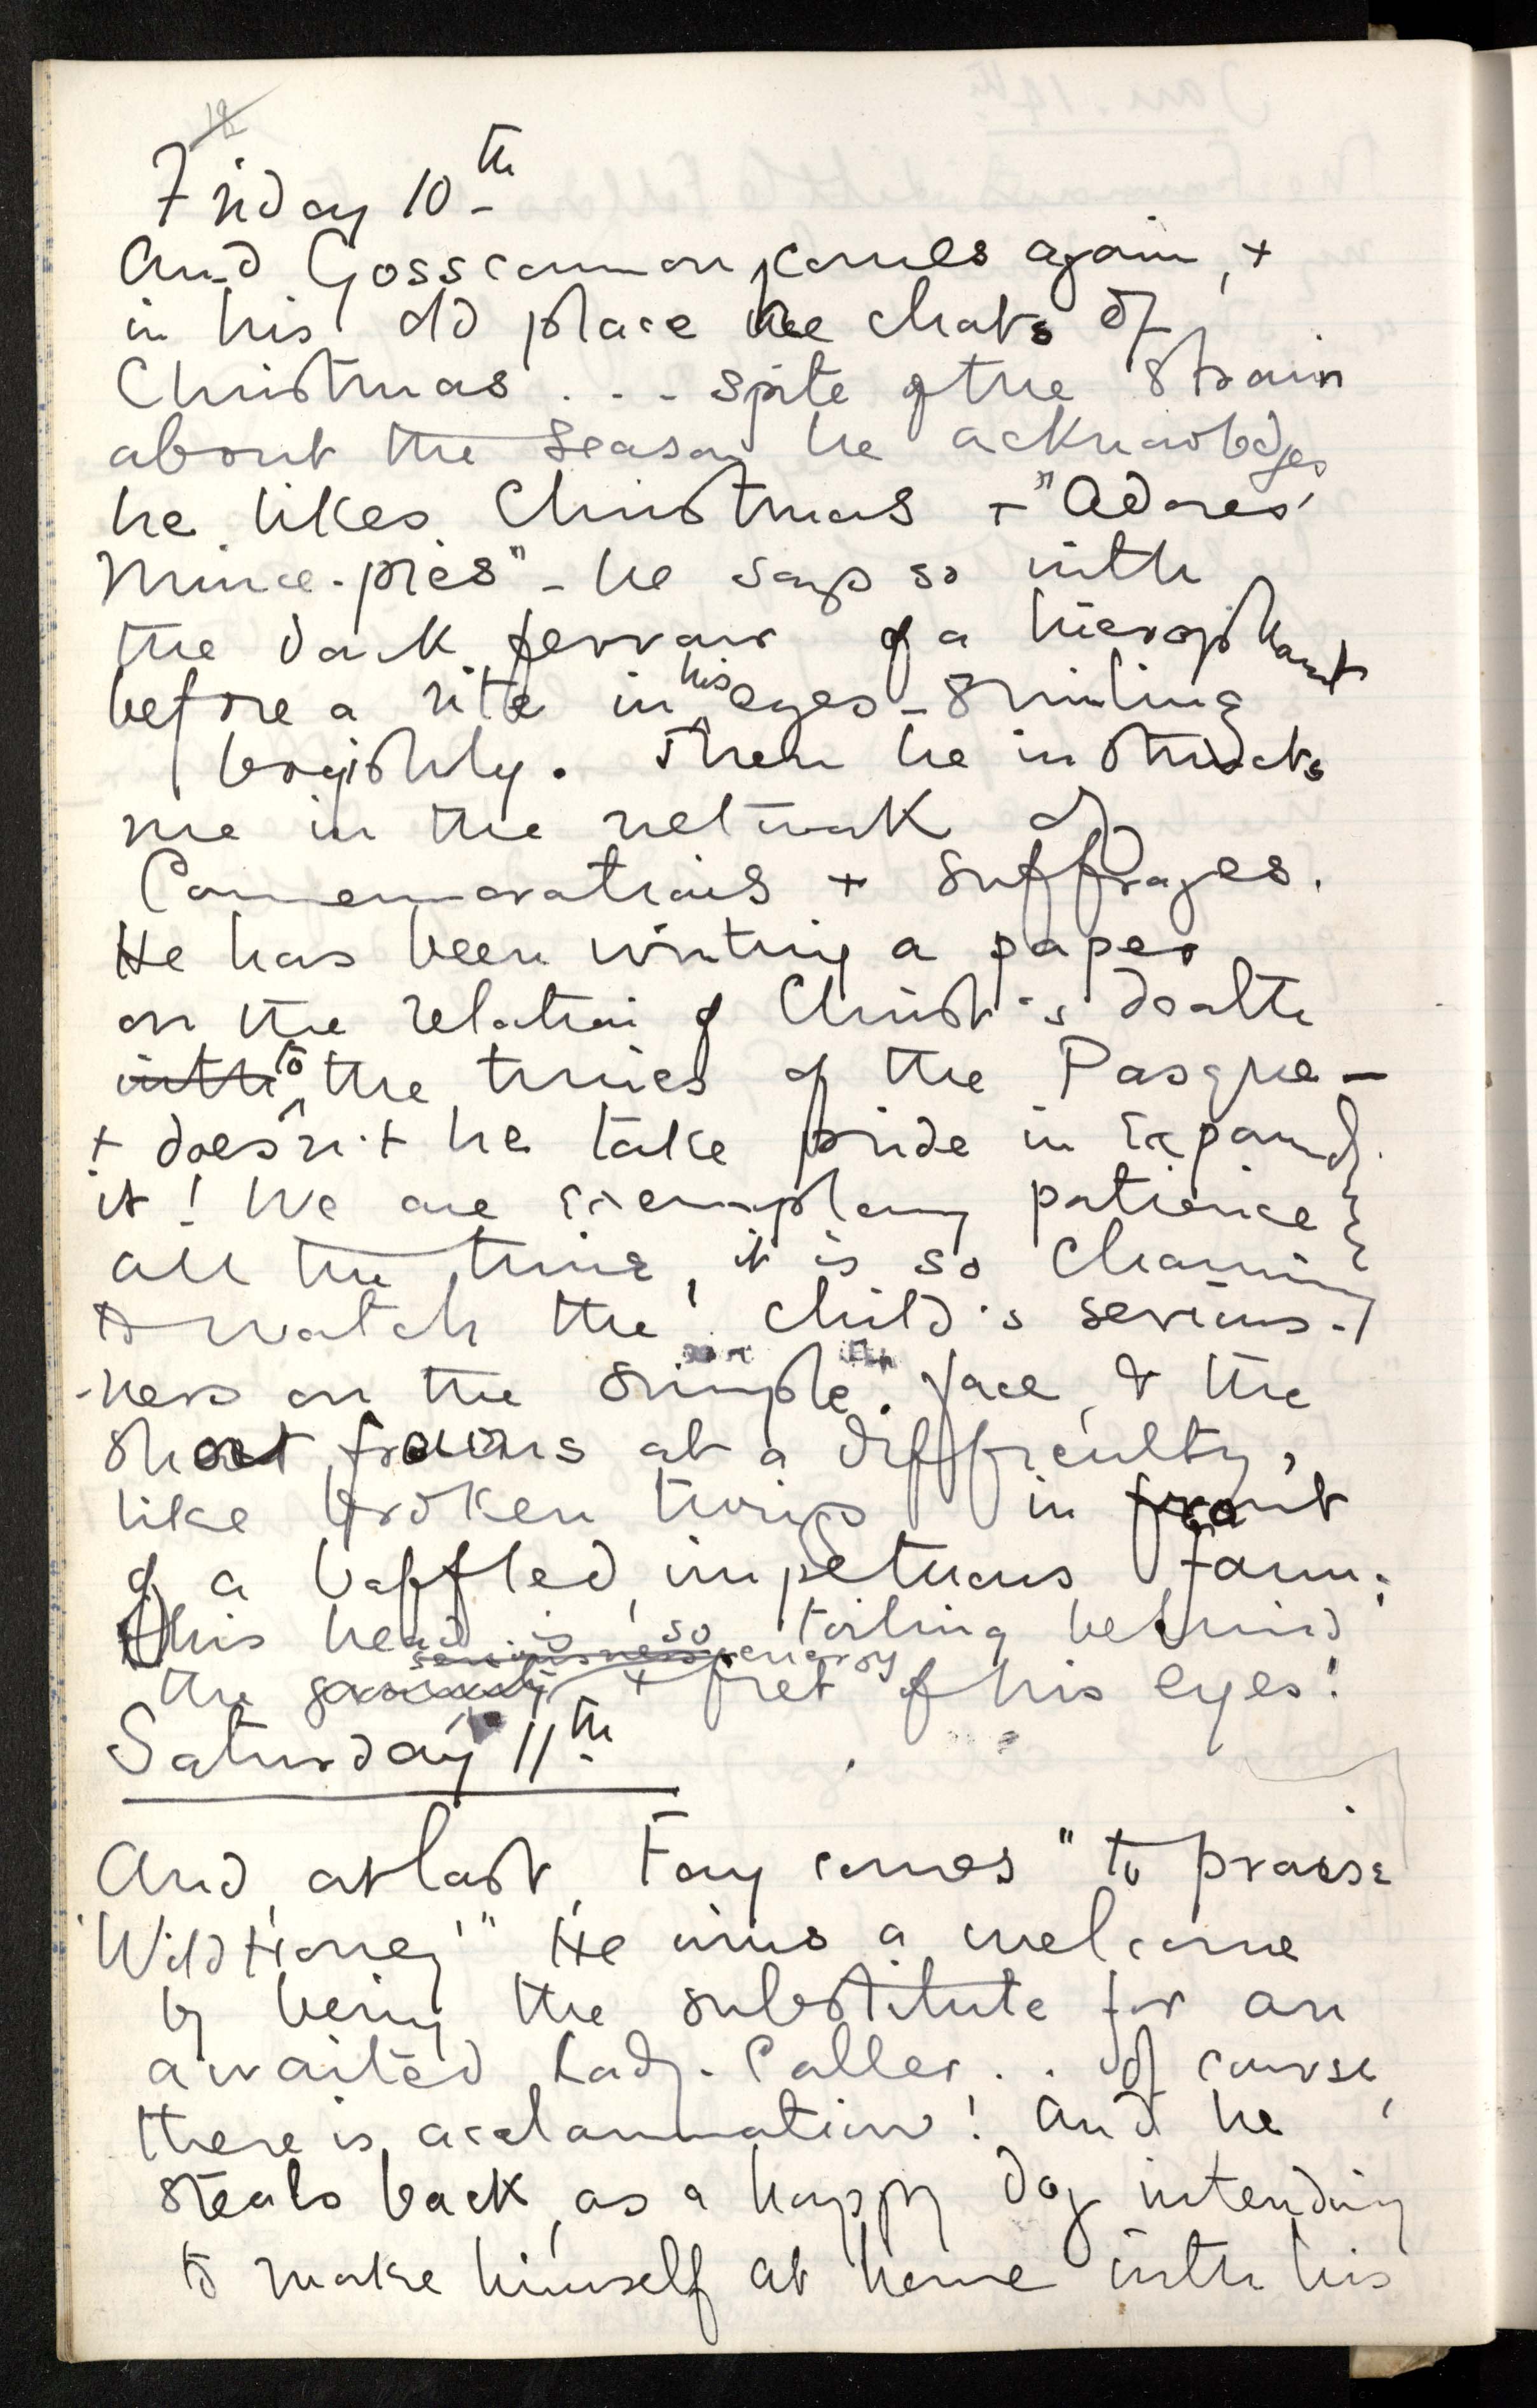 Friday 10th
And Gosscannon comes again, +
in his old place he chats of
Christmas . . . spite of the strain
about the season he acknowledges
he likes Christmas + "Adores
Mince-pies" - he says so with
the dark fervour of a hierophant
before a rite in his eyes - smiling
boyishly. Then he instructs
me in the network of
Commemorations + Suffrages.
He has been writing a paper
on the relation of Christ's death
with to the times of the Pasque -
+ doesn't he take pride in expoundg
it! We are exemplary patience
all the time, it is so charming
to watch the child's serious-
-ness on the simple face, & the
short frowns at a difficulty,
like broken twigs in front
of a baffled, impetuous Faun;
this head is so toiling behind
seriousness energy
the + fret of his eyes!
Saturday 11th
And, at last, Fay comes "to praise
'Wild Honey'" He wins a welcome
by being the substitute for an
awaited Lady-Caller . . of course,
there is acclammation! And he
steals back, as a happy dog intending
to make himself at home with his